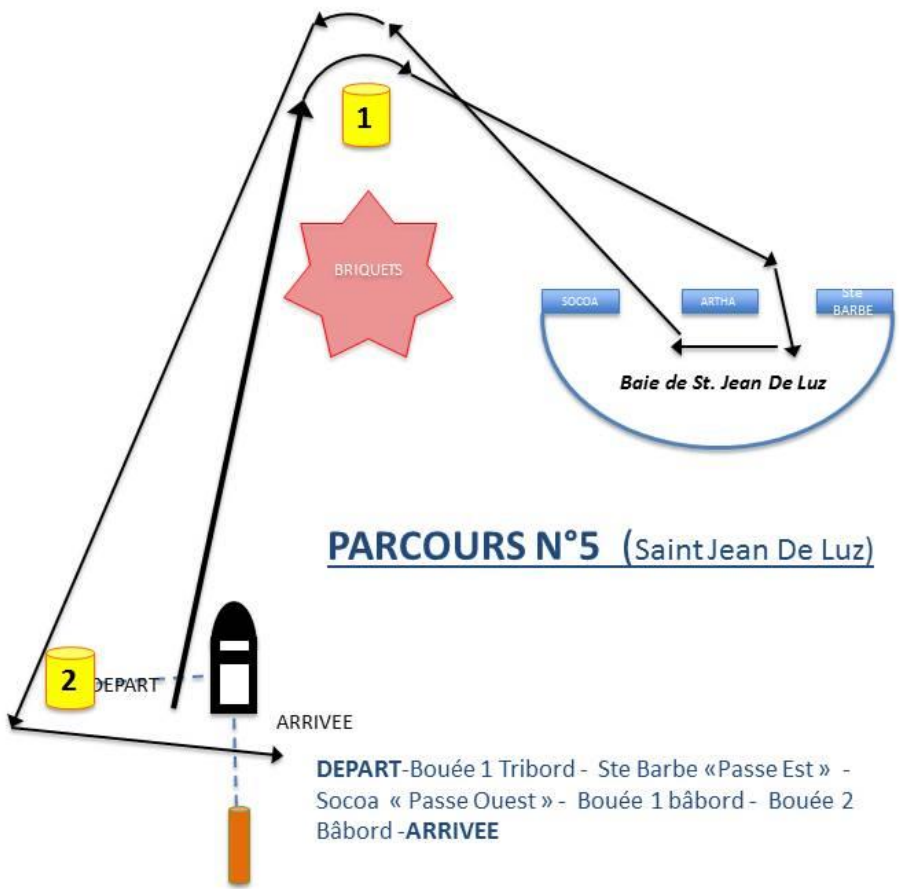 1
BRIQUETS
SOCOA
ARTHA
Ste
BARBE
Baie de St. Jean De Luz
PARCOURS N°5 (Saint Jean De Luz)
2
DEPART
ARRIVEE
DEPART-Bouée 1 Tribord - Ste Barbe «Passe Est » -
Socoa « Passe Ouest » - Bouée 1 bâbord - Bouée 2
Bâbord -ARRIVEE